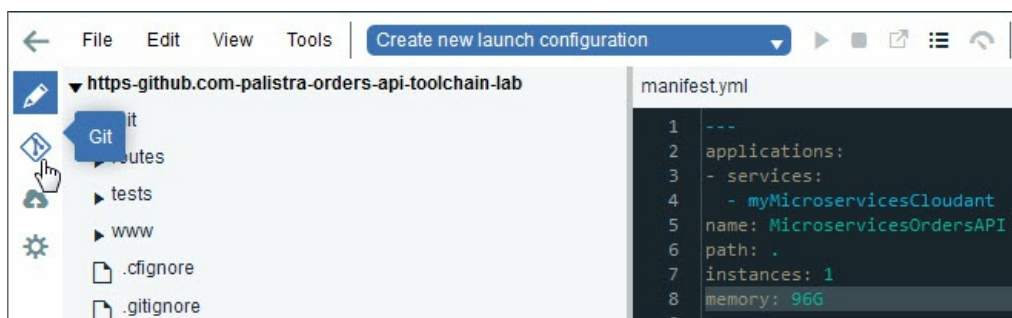 File Edit View Tools Create new launch configuration
https-github.com-palistra-orders-api-toolchain-lab
Git
it
outes
tests
www
.cfignore
.gitignore
manifest.yml
1 ---
2 applications:
3 - services:
4 - myMicroservicesCloudant
5 name: MicroservicesOrdersAPI
6 path: .
7 instances: 1
8 memory: 96G